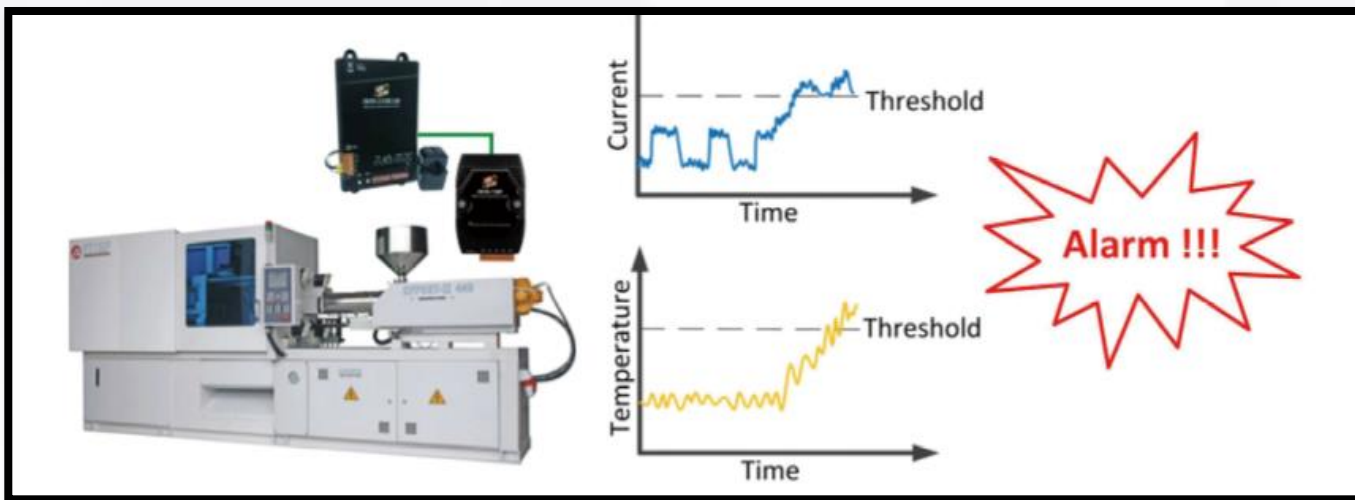 Current
Threshold
Time
Alarm !!!
Temperature
Threshold
Time